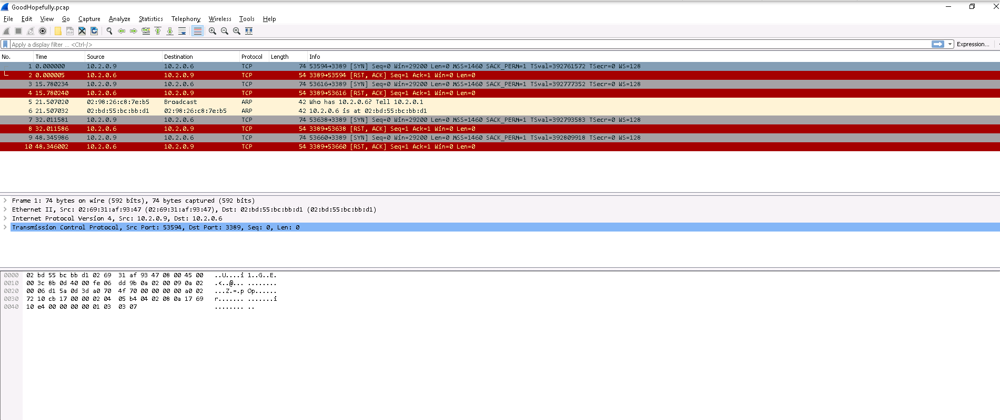 GoodHopefully.pcap
File Edit View Go Capture Analyze Statistics Telephony Wireless Tools Help
Apply a display filter ... <Ctrl-/> Expression...
No. Time Source Destination Protocol Length Info
1 0.000000 10.2.0.9 10.2.0.6 TCP 74 53594→3389 [SYN] Seq=0 Win=29200 Len=0 MSS=1460 SACK_PERM=1 TSval=392761572 TSecr=0 WS=128
2 0.000005 10.2.0.6 10.2.0.9 TCP 54 3389→53594 [RST, ACK] Seq=1 Ack=1 Win=0 Len=0
3 15.780234 10.2.0.9 10.2.0.6 TCP 74 53616→3389 [SYN] Seq=0 Win=29200 Len=0 MSS=1460 SACK_PERM=1 TSval=392777352 TSecr=0 WS=128
4 15.780240 10.2.0.6 10.2.0.9 TCP 54 3389→53616 [RST, ACK] Seq=1 Ack=1 Win=0 Len=0
5 21.507020 02:98:26:c8:7e:b5 Broadcast ARP 42 Who has 10.2.0.6? Tell 10.2.0.1
6 21.507032 02:bd:55:bc:bb:d1 02:98:26:c8:7e:b5 ARP 42 10.2.0.6 is at 02:bd:55:bc:bb:d1
7 32.011581 10.2.0.9 10.2.0.6 TCP 74 53638→3389 [SYN] Seq=0 Win=29200 Len=0 MSS=1460 SACK_PERM=1 TSval=392793583 TSecr=0 WS=128
8 32.011586 10.2.0.6 10.2.0.9 TCP 54 3389→53638 [RST, ACK] Seq=1 Ack=1 Win=0 Len=0
9 48.345986 10.2.0.9 10.2.0.6 TCP 74 53660→3389 [SYN] Seq=0 Win=29200 Len=0 MSS=1460 SACK_PERM=1 TSval=392809918 TSecr=0 WS=128
10 48.346002 10.2.0.6 10.2.0.9 TCP 54 3389→53660 [RST, ACK] Seq=1 Ack=1 Win=0 Len=0
Frame 1: 74 bytes on wire (592 bits), 74 bytes captured (592 bits)
Ethernet II, Src: 02:69:31:af:93:47 (02:69:31:af:93:47), Dst: 02:bd:55:bc:bb:d1 (02:bd:55:bc:bb:d1)
Internet Protocol Version 4, Src: 10.2.0.9, Dst: 10.2.0.6
Transmission Control Protocol, Src Port: 53594, Dst Port: 3389, Seq: 0, Len: 0
0000 02 bd 55 bc bb d1 02 69 31 af 93 47 08 00 45 00 ..U....i 1..G..E.
0010 00 3c 8b 0d 40 00 fe 06 dd 9b 0a 02 00 09 0a 02 .<..@... ........
0020 00 06 d1 5a 0d 3d a0 70 4f 70 00 00 00 00 a0 02 ...Z.=.p Op......
0030 72 10 cb 17 00 00 02 04 05 b4 04 02 08 0a 17 69 r....... .......i
0040 10 e4 00 00 00 00 01 03 03 07 ........ ..